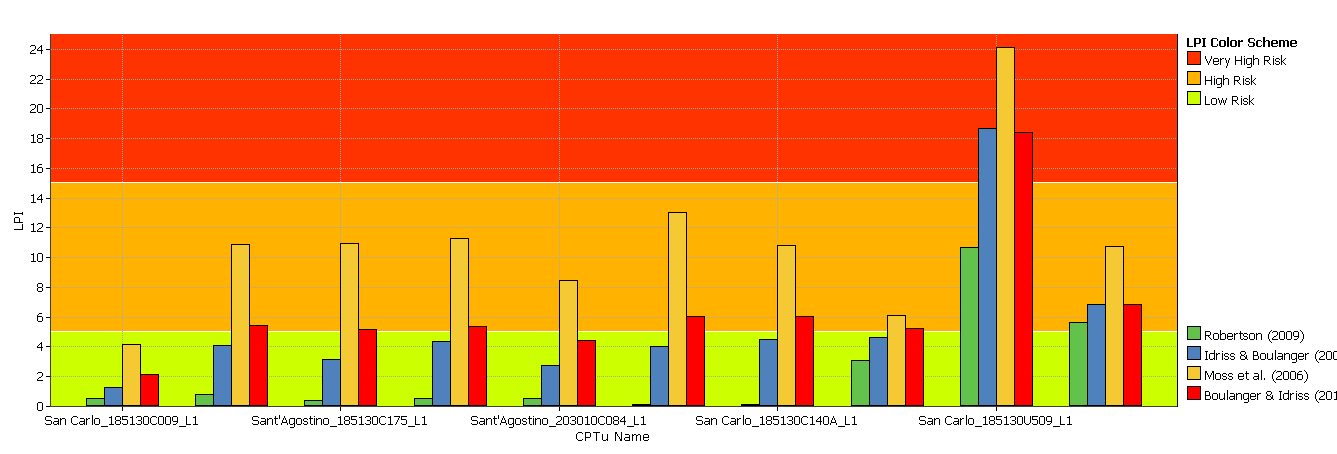 LPI Color Scheme
Very High Risk
High Risk
Low Risk
24
22
20
18
16
14
12
10
8
6
4
2
0
LPI
Robertson (2009)
Idriss & Boulanger (200
Moss et al. (2006)
Boulanger & Idriss (201
San Carlo_185130C009_L1
Sant'Agostino_185130C175_L1
Sant'Agostino_203010C084_L1
San Carlo_185130C140A_L1
San Carlo_185130U509_L1
CPTu Name